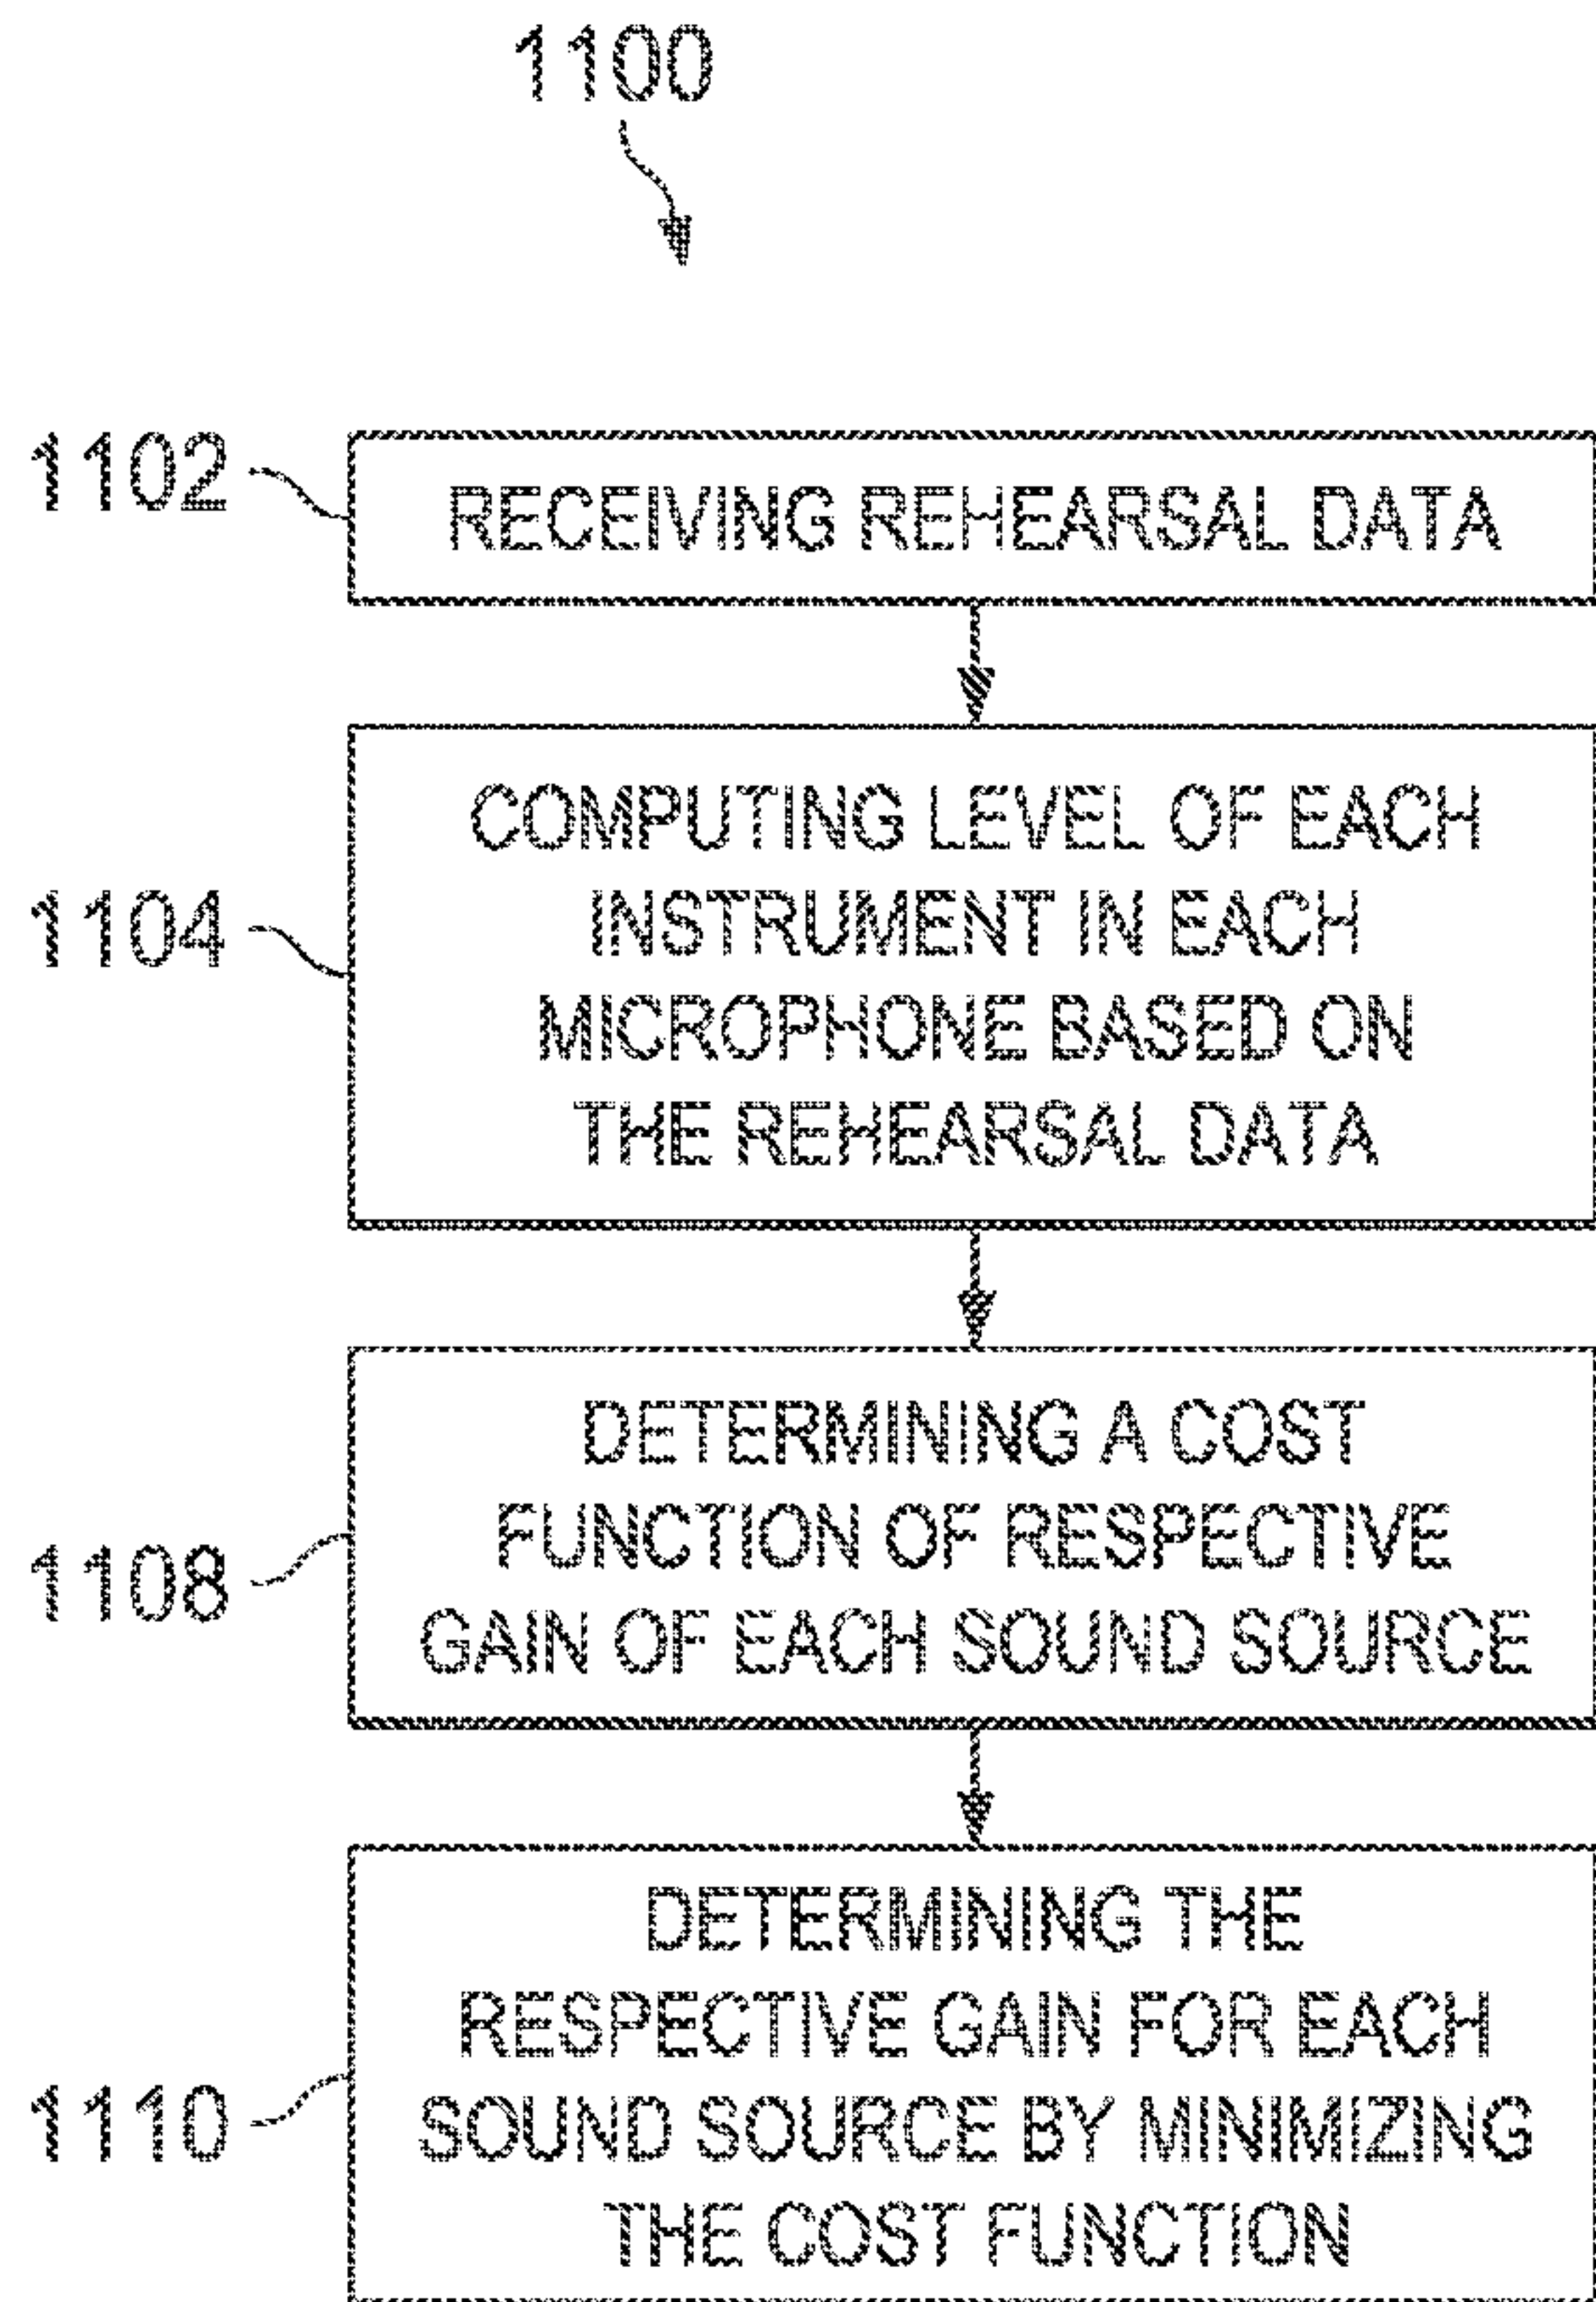 1100
1102
RECEIVING REHEARSAL DATA
1104
COMPUTING LEVEL OF EACH
INSTRUMENT IN EACH
MICROPHONE BASED ON
THE REHEARSAL DATA
1108
DETERMINING A COST
FUNCTION OF RESPECTIVE
GAIN OF EACH SOUND SOURCE
1110
DETERMINING THE
RESPECTIVE GAIN FOR EACH
SOUND SOURCE BY MINIMIZING
THE COST FUNCTION